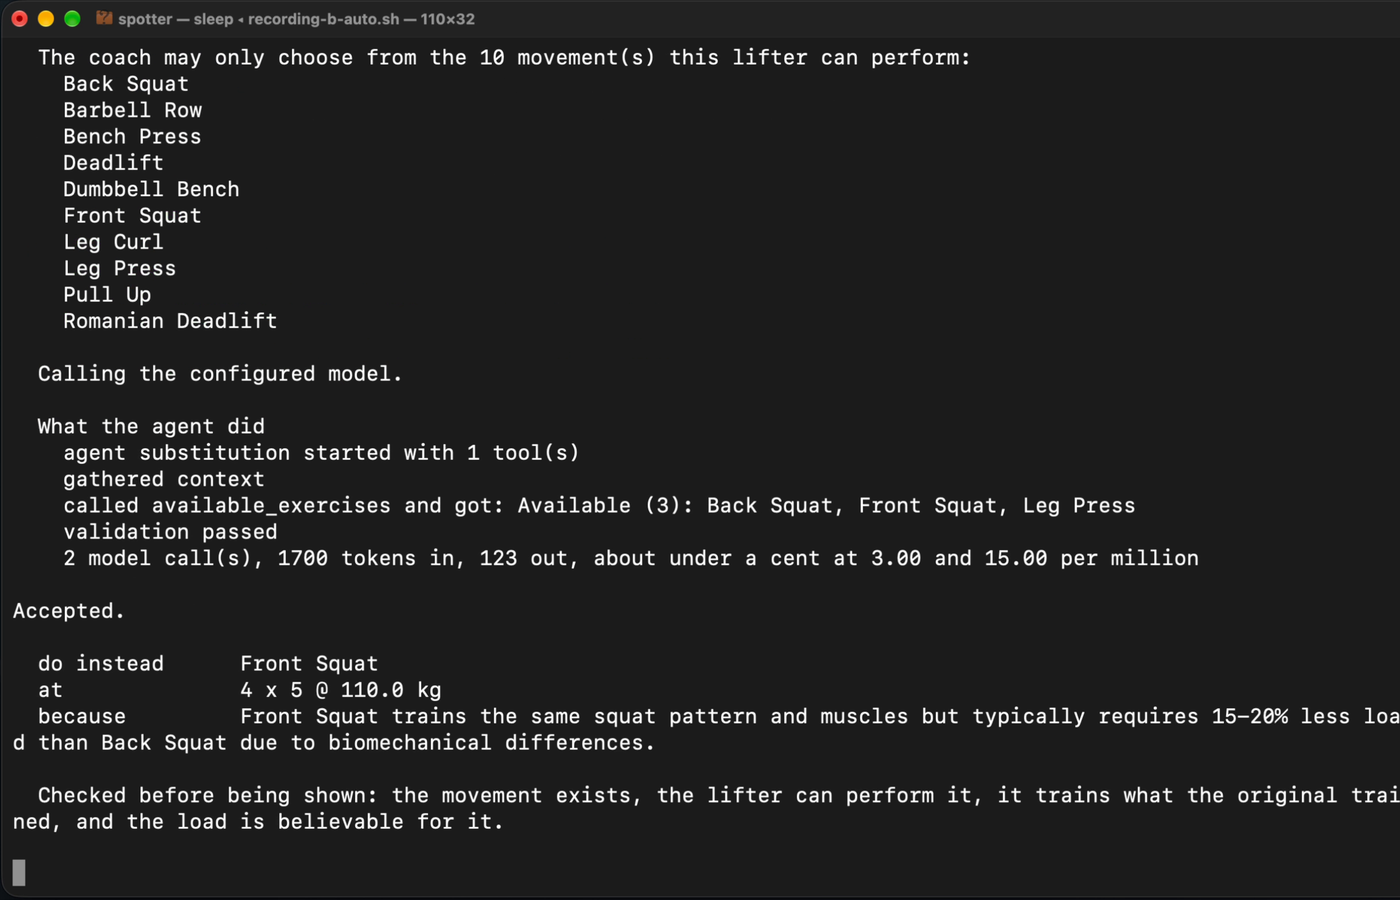 spotter — sleep ◂ recording-b-auto.sh — 110×32
The coach may only choose from the 10 movement(s) this lifter can perform:
Back Squat
Barbell Row
Bench Press
Deadlift
Dumbbell Bench
Front Squat
Leg Curl
Leg Press
Pull Up
Romanian Deadlift
Calling the configured model.
What the agent did
agent substitution started with 1 tool(s)
gathered context
called available_exercises and got: Available (3): Back Squat, Front Squat, Leg Press
validation passed
2 model call(s), 1700 tokens in, 123 out, about under a cent at 3.00 and 15.00 per million
Accepted.
do instead Front Squat
at 4 x 5 @ 110.0 kg
because Front Squat trains the same squat pattern and muscles but typically requires 15–20% less loa
d than Back Squat due to biomechanical differences.
Checked before being shown: the movement exists, the lifter can perform it, it trains what the original trai
ned, and the load is believable for it.